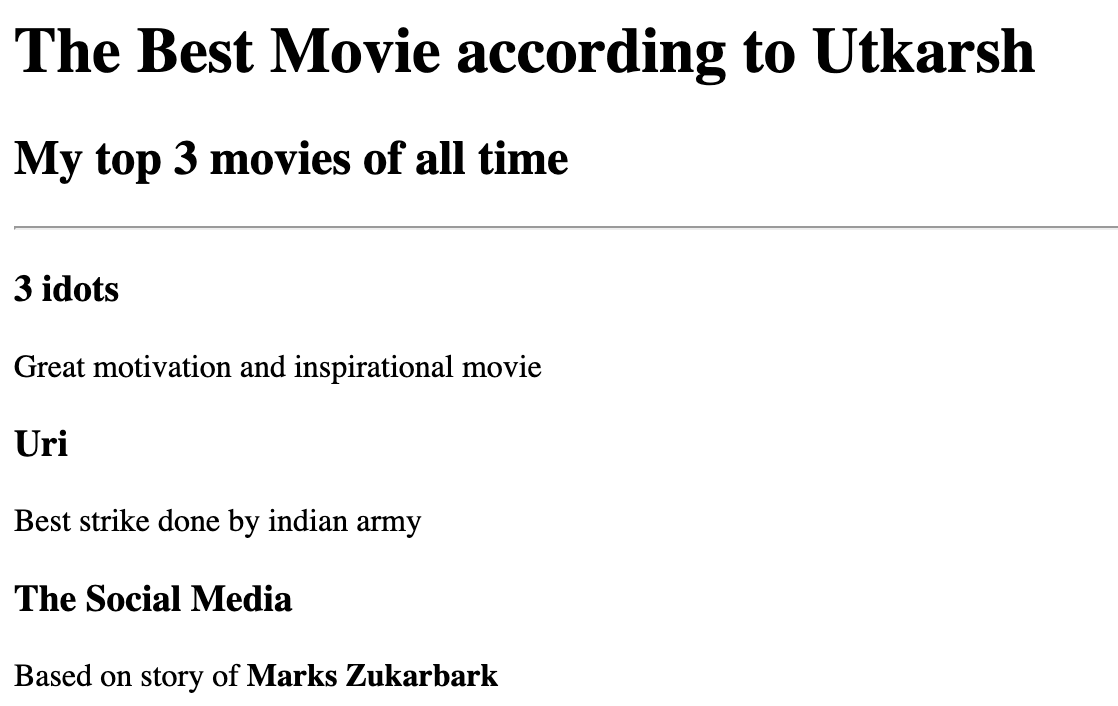 The Best Movie according to Utkarsh
My top 3 movies of all time
3 idots
Great motivation and inspirational movie
Uri
Best strike done by indian army
The Social Media
Based on story of Marks Zukarbark